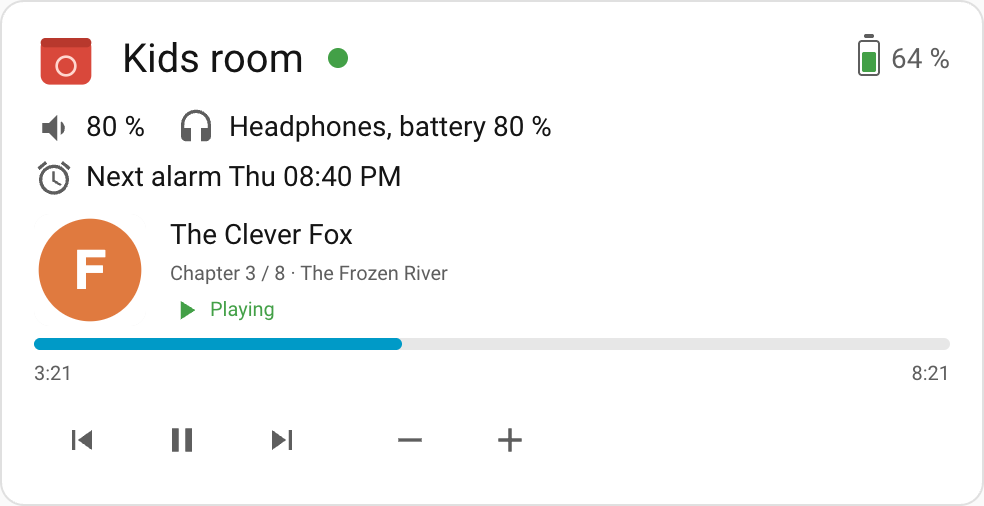 Kids room
64 %
80 %
Headphones, battery 80 %
Next alarm Thu 08:40 PM
F
The Clever Fox
Chapter 3 / 8 · The Frozen River
Playing
3:21
8:21